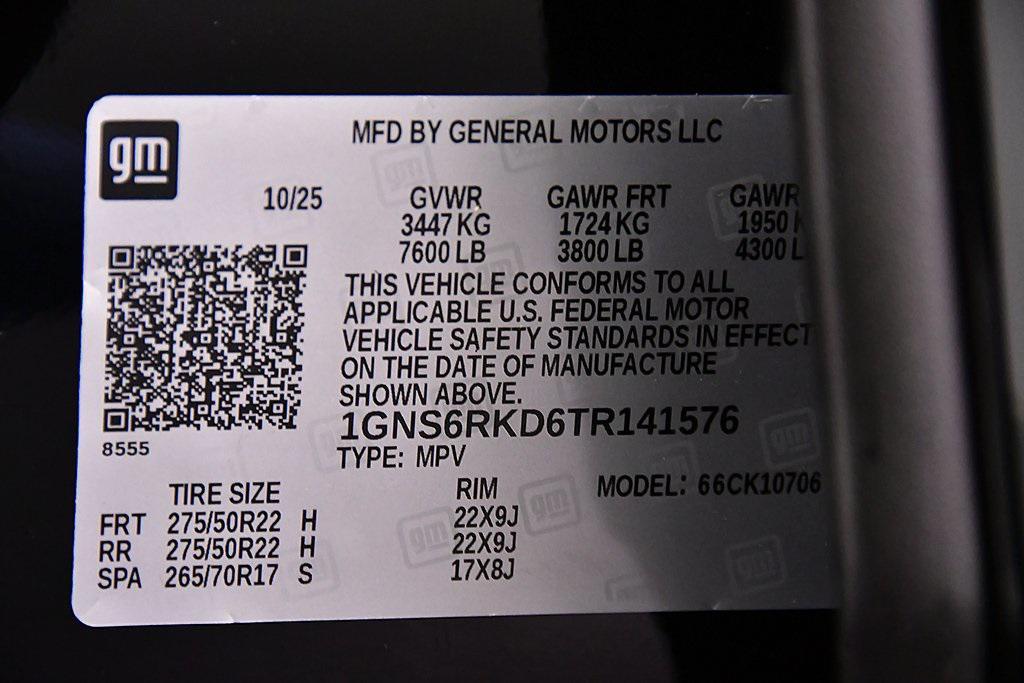 gm
MFD BY GENERAL MOTORS LLC
10/25 GVWR GAWR FRT GAWR
3447 KG 1724 KG 1950 K
7600 LB 3800 LB 4300 L
THIS VEHICLE CONFORMS TO ALL
APPLICABLE U.S. FEDERAL MOTOR
VEHICLE SAFETY STANDARDS IN EFFECT
ON THE DATE OF MANUFACTURE
SHOWN ABOVE.
1GNS6RKD6TR141576
8555
TYPE: MPV
TIRE SIZE RIM MODEL: 66CK10706
FRT 275/50R22 H 22X9J
RR 275/50R22 H 22X9J
SPA 265/70R17 S 17X8J